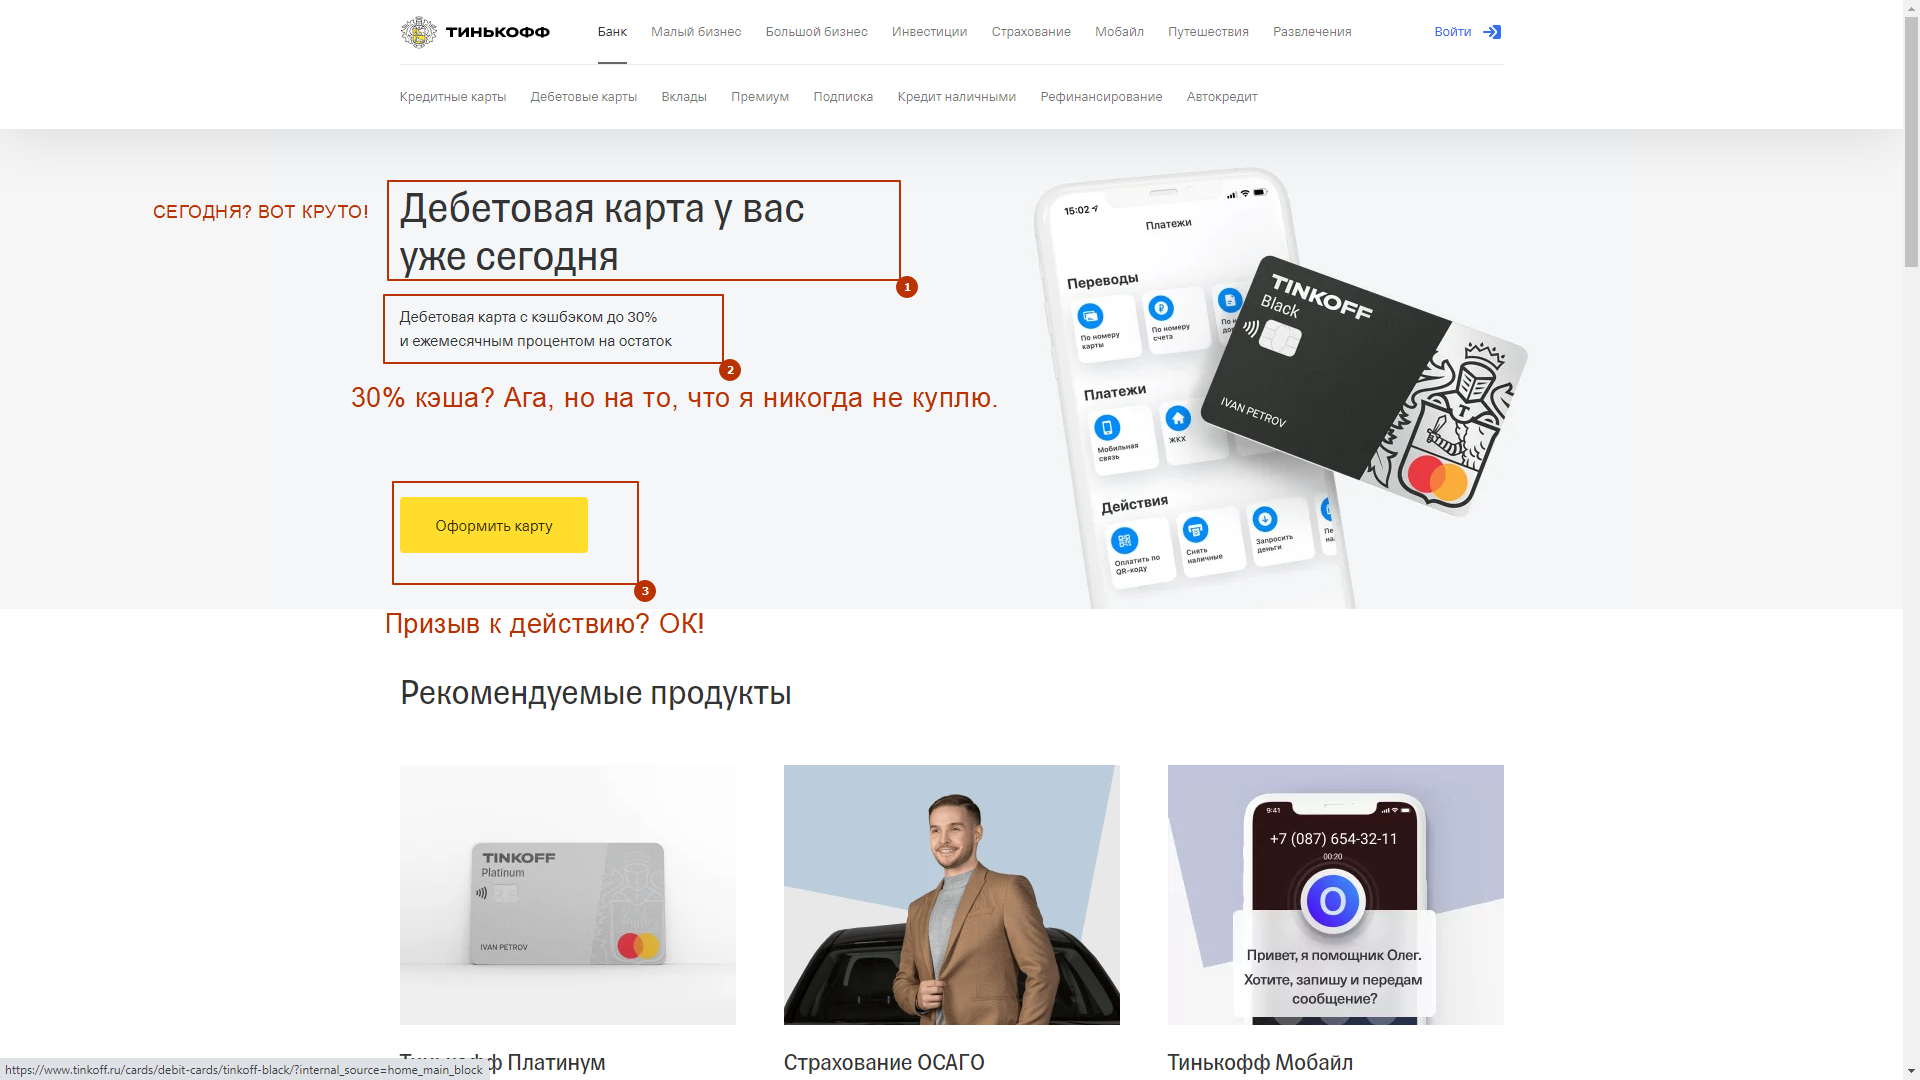 ТИНЬКОФФ
Банк Малый бизнес Большой бизнес Инвестиции Страхование Мобайл Путешествия Развлечения Войти
Кредитные карты Дебетовые карты Вклады Премиум Подписка Кредит наличными Рефинансирование Автокредит
СЕГОДНЯ? ВОТ КРУТО!
Дебетовая карта у вас
уже сегодня
1
Дебетовая карта с кэшбэком до 30%
и ежемесячным процентом на остаток
2
30% кэша? Ага, но на то, что я никогда не куплю.
Оформить карту
3
Призыв к действию? ОК!
15:02
Платежи
Переводы
По номеру
карты
По номеру
счета
Платежи
Мобильная
связь
ЖКХ
Действия
Оплатить по
QR-коду
Снять
наличные
Запросить
деньги
TINKOFF
Black
IVAN PETROV
Рекомендуемые продукты
TINKOFF
Platinum
IVAN PETROV
9:41
+7 (087) 654-32-11
00:20
Привет, я помощник Олег.
Хотите, запишу и передам
сообщение?
Тинькофф Платинум
Страхование ОСАГО
Тинькофф Мобайл
https://www.tinkoff.ru/cards/debit-cards/tinkoff-black/?internal_source=home_main_block